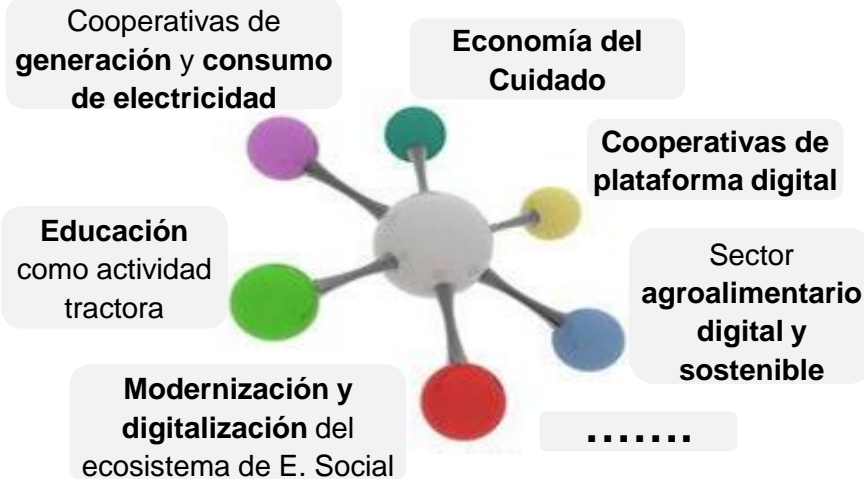 Cooperativas de
generación y consumo
de electricidad
Economía del
Cuidado
Cooperativas de
plataforma digital
Educación
como actividad
tractora
Sector
agroalimentario
digital y
sostenible
Modernización y
digitalización del
ecosistema de E. Social
.......